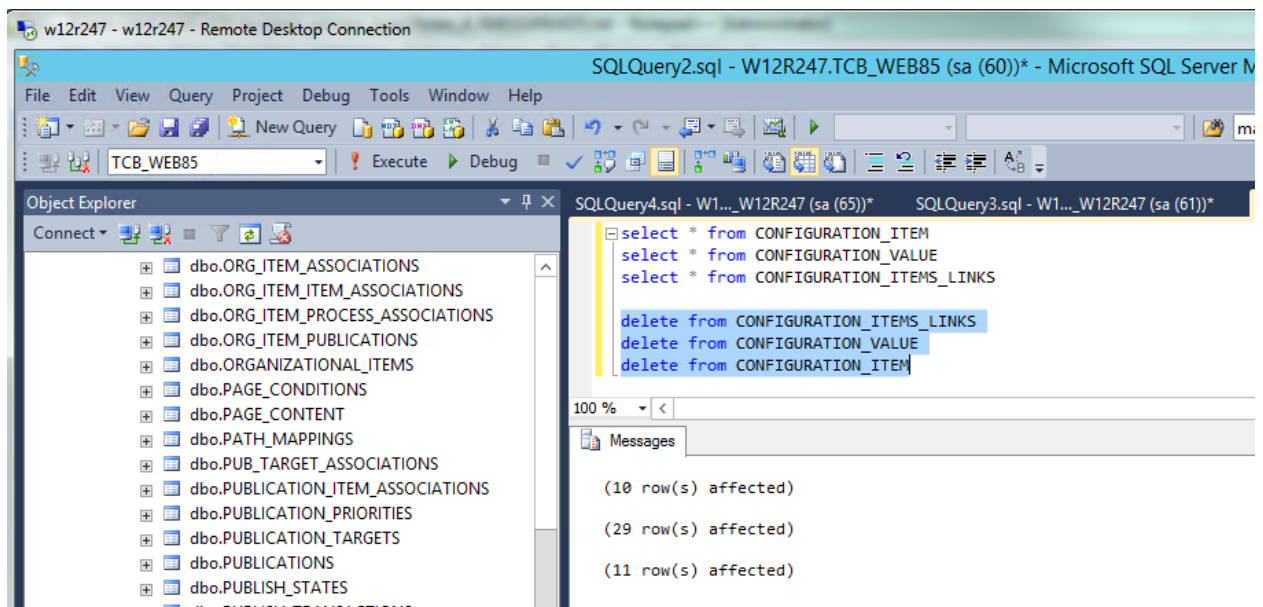 w12r247 - w12r247 - Remote Desktop Connection
SQLQuery2.sql - W12R247.TCB_WEB85 (sa (60))* - Microsoft SQL Server M
File Edit View Query Project Debug Tools Window Help
New Query
ma
TCB_WEB85
Execute
Debug
Object Explorer
SQLQuery4.sql - W1..._W12R247 (sa (65))*
SQLQuery3.sql - W1..._W12R247 (sa (61))*
Connect
dbo.ORG_ITEM_ASSOCIATIONS
dbo.ORG_ITEM_ITEM_ASSOCIATIONS
dbo.ORG_ITEM_PROCESS_ASSOCIATIONS
dbo.ORG_ITEM_PUBLICATIONS
dbo.ORGANIZATIONAL_ITEMS
dbo.PAGE_CONDITIONS
dbo.PAGE_CONTENT
dbo.PATH_MAPPINGS
dbo.PUB_TARGET_ASSOCIATIONS
dbo.PUBLICATION_ITEM_ASSOCIATIONS
dbo.PUBLICATION_PRIORITIES
dbo.PUBLICATION_TARGETS
dbo.PUBLICATIONS
dbo.PUBLISH_STATES
select * from CONFIGURATION_ITEM
select * from CONFIGURATION_VALUE
select * from CONFIGURATION_ITEMS_LINKS
delete from CONFIGURATION_ITEMS_LINKS
delete from CONFIGURATION_VALUE
delete from CONFIGURATION_ITEM
100 %
Messages
(10 row(s) affected)
(29 row(s) affected)
(11 row(s) affected)